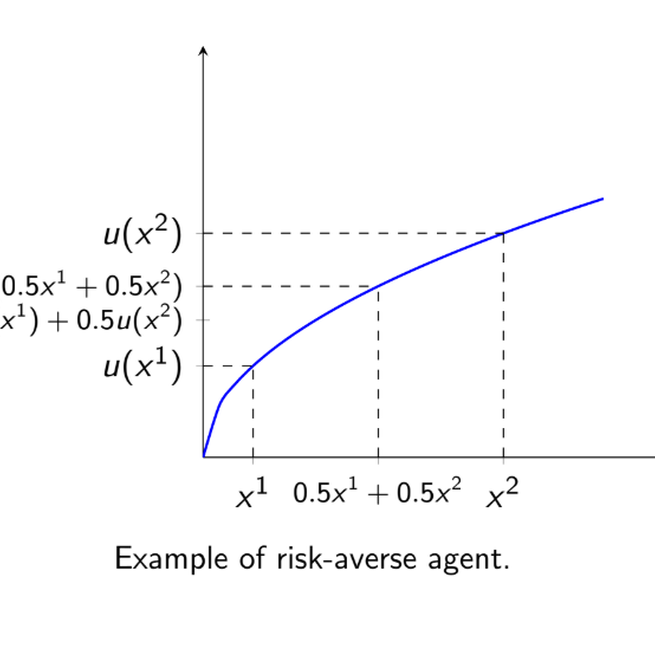 u(x²)
0.5x¹ + 0.5x²)
x¹) + 0.5u(x²)
u(x¹)
x¹ 0.5x¹ + 0.5x² x²
Example of risk-averse agent.